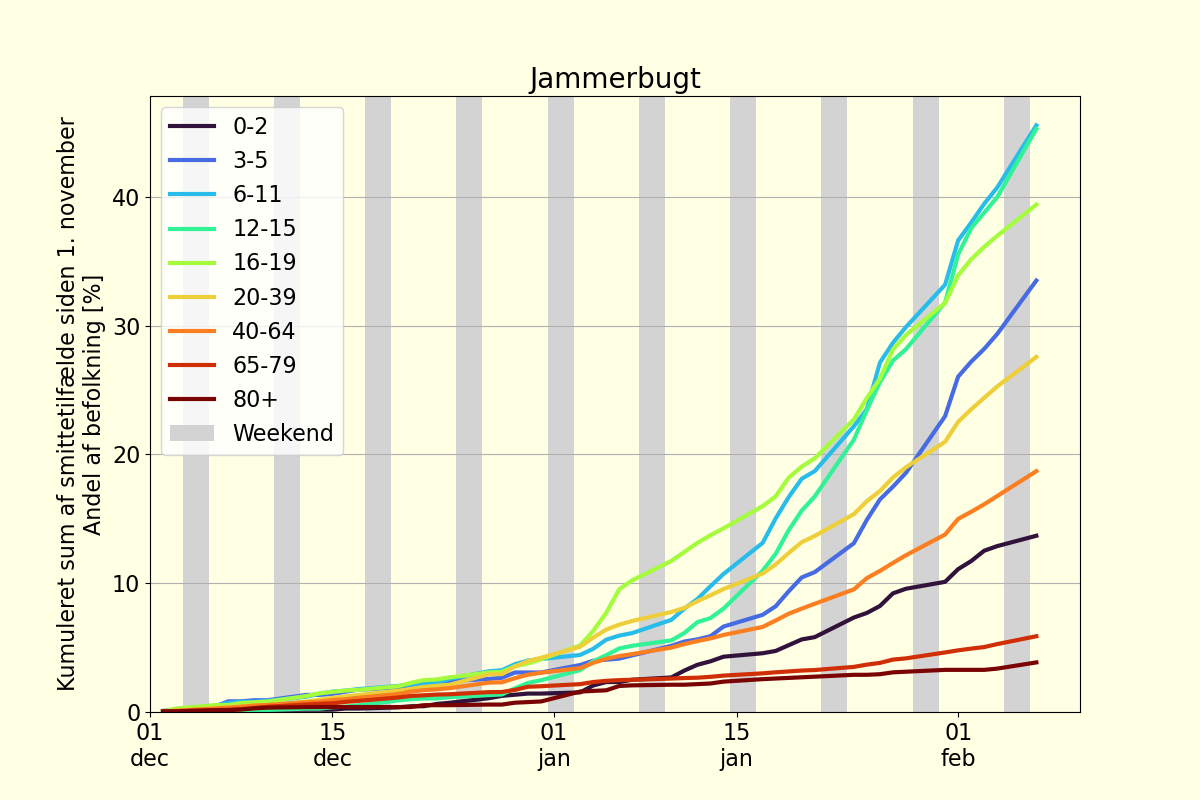 Jammerbugt
Kumuleret sum af smittetilfælde siden 1. november
Andel af befolkning [%]
40
30
20
10
0
0-2
3-5
6-11
12-15
16-19
20-39
40-64
65-79
80+
Weekend
01
dec
15
dec
01
jan
15
jan
01
feb